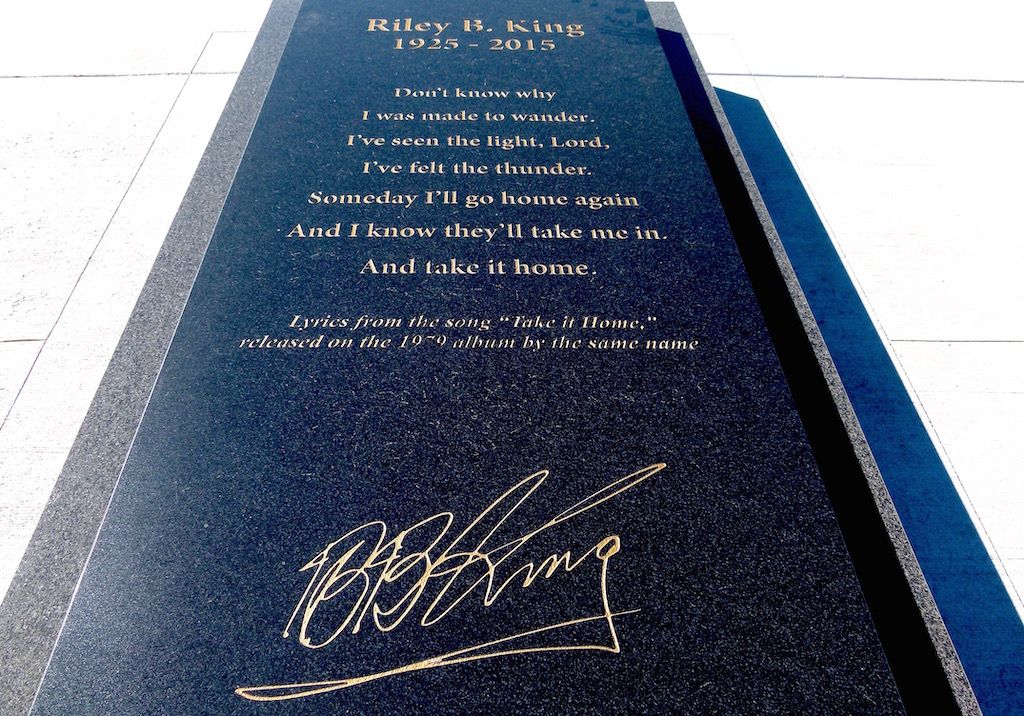 Riley B. King
1925 - 2015
Don't know why
I was made to wander.
I've seen the light, Lord,
I've felt the thunder.
Someday I'll go home again
And I know they'll take me in.
And take it home.
Lyrics from the song “Take it Home,”
released on the 1979 album by the same name
BB King